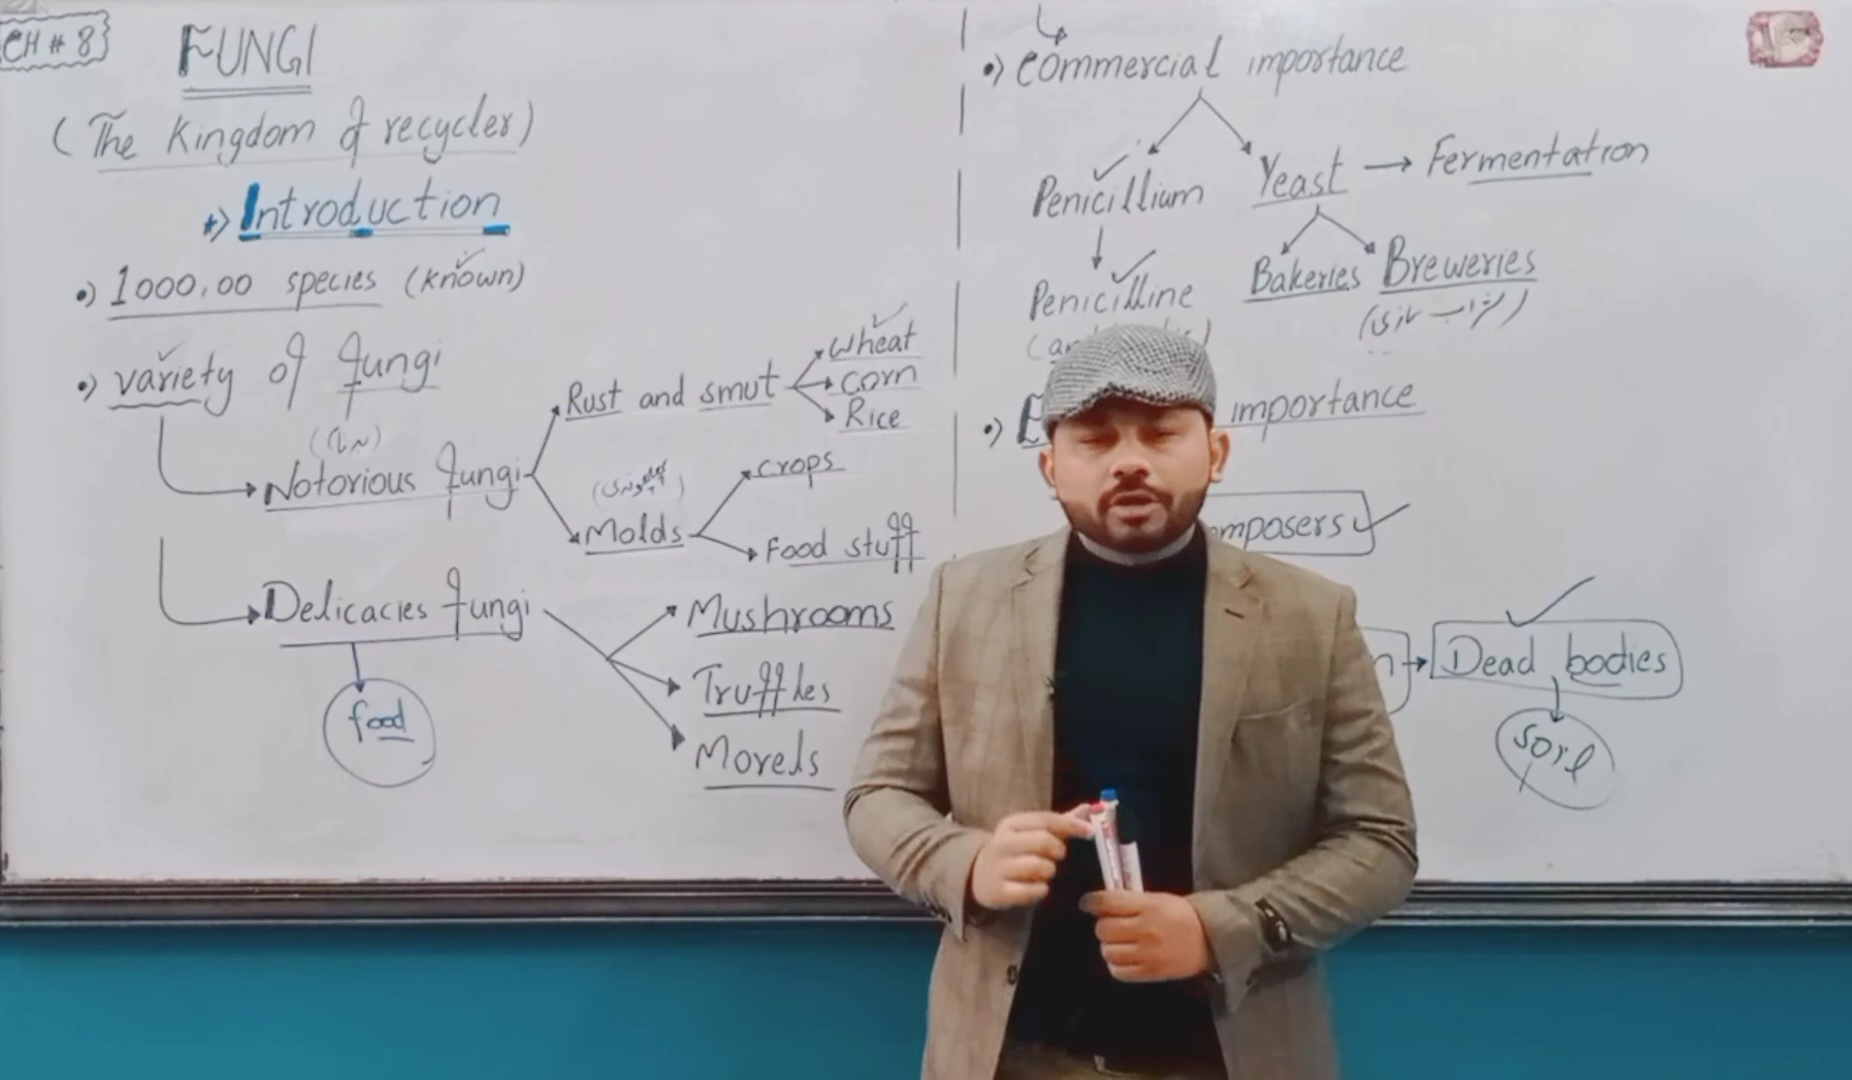 CH # 8
FUNGI
(The Kingdom of recycler)
*) Introduction
•) 1000,00 species (known)
•) variety of fungi
Notorious fungi
Rust and smut
Wheat
corn
Rice
(پھپھوندی)
Molds
crops
Food stuff
Delicacies fungi
food
Mushrooms
Truffles
Morels
•) Commercial importance
Penicillium
Yeast → Fermentation
Penicilline
Bakeries
Breweries
(شراب سازی)
importance
mposers
n → Dead bodies
soil